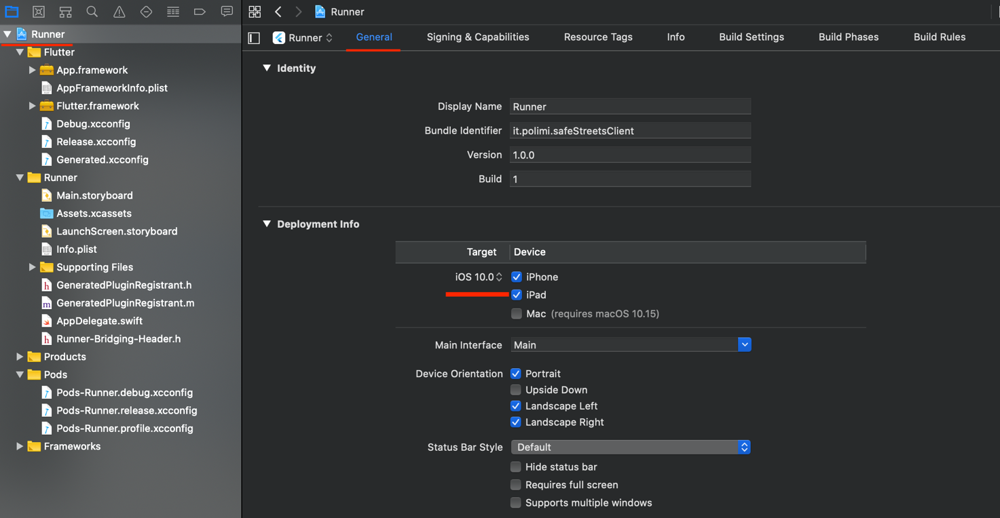 Runner
Flutter
App.framework
AppFrameworkInfo.plist
Flutter.framework
Debug.xcconfig
Release.xcconfig
Generated.xcconfig
Runner
Main.storyboard
Assets.xcassets
LaunchScreen.storyboard
Info.plist
Supporting Files
GeneratedPluginRegistrant.h
GeneratedPluginRegistrant.m
AppDelegate.swift
Runner-Bridging-Header.h
Products
Pods
Pods-Runner.debug.xcconfig
Pods-Runner.release.xcconfig
Pods-Runner.profile.xcconfig
Frameworks
Runner
Runner General Signing & Capabilities Resource Tags Info Build Settings Build Phases Build Rules
Identity
Display Name Runner
Bundle Identifier it.polimi.safeStreetsClient
Version 1.0.0
Build 1
Deployment Info
Target Device
iOS 10.0 iPhone
iPad
Mac (requires macOS 10.15)
Main Interface Main
Device Orientation Portrait
Upside Down
Landscape Left
Landscape Right
Status Bar Style Default
Hide status bar
Requires full screen
Supports multiple windows